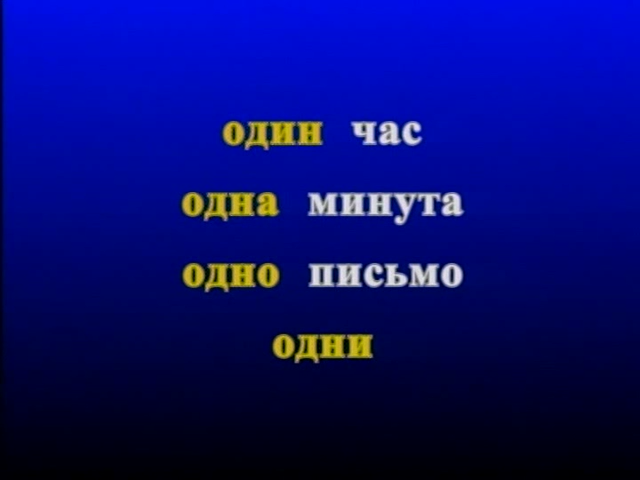 один час
одна минута
одно письмо
одни